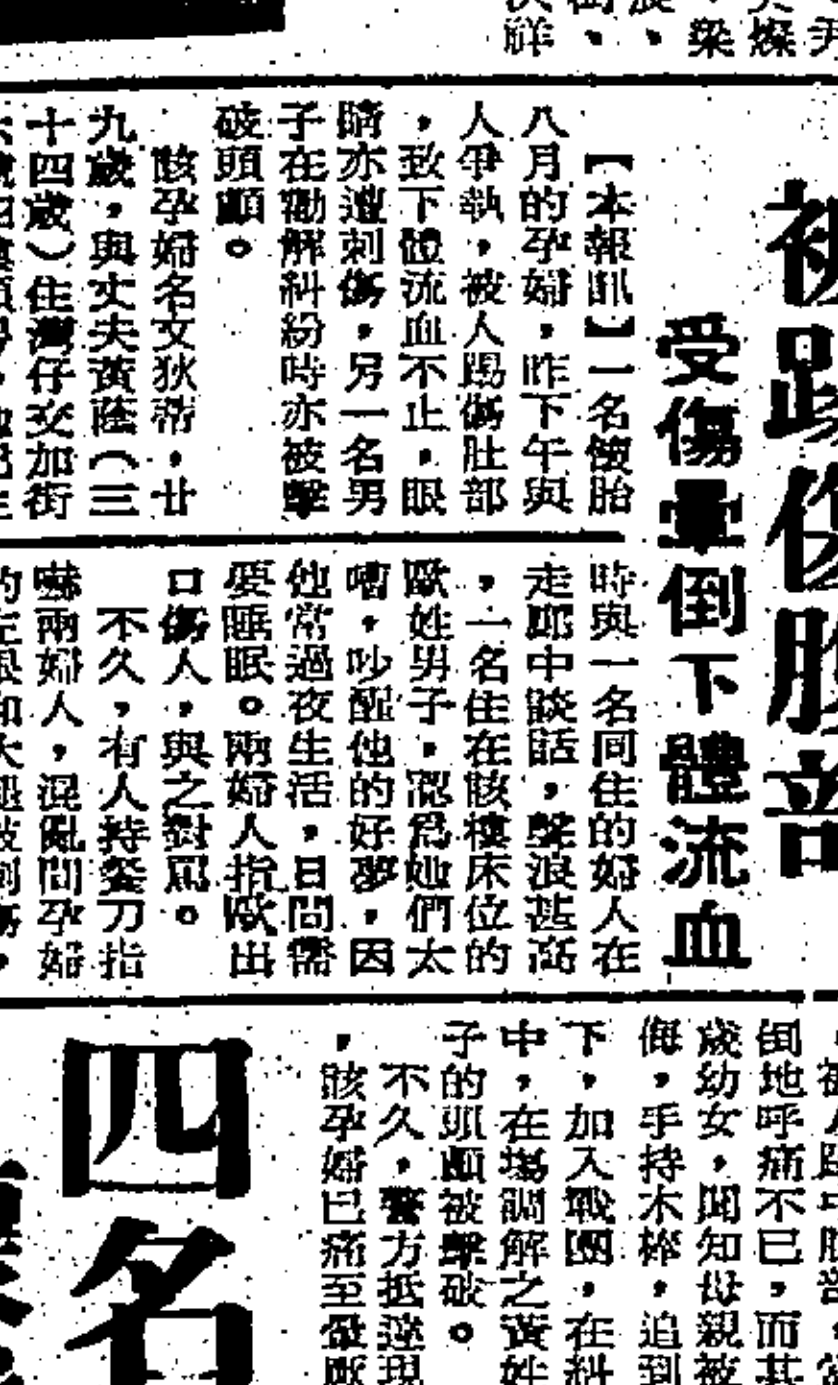 被踢傷腹部
受傷暈倒下體流血
【本報訊】一名懷胎
八月的孕婦，昨下午與
人爭執，被人踢傷肚部
，致下體流血不止，眼
睛亦遭刺傷，另一名男
子在勸解糾紛時亦被擊
破頭顱。
該孕婦名文狄蒂，廿
九歲，與丈夫黃蔭（三
十四歲）住灣仔交加街
時與一名同住的婦人在
走廊中談話，聲浪甚高
，一名住在該樓床位的
歐姓男子，認為她們太
嘈，吵醒他的好夢，因
他常過夜生活，日間需
要睡眠。兩婦人指歐出
口傷人，與之對罵。
不久，有人持餐刀指
嚇兩婦人，混亂間孕婦
倒地呼痛不已，而其
歲幼女，聞知母親被
侮，手持木棒，追到
下，加入戰團，在糾
中，在場調解之黃姓
子的頭顱被擊破。
不久，警方抵達現
，該孕婦已痛至暈厥
四名